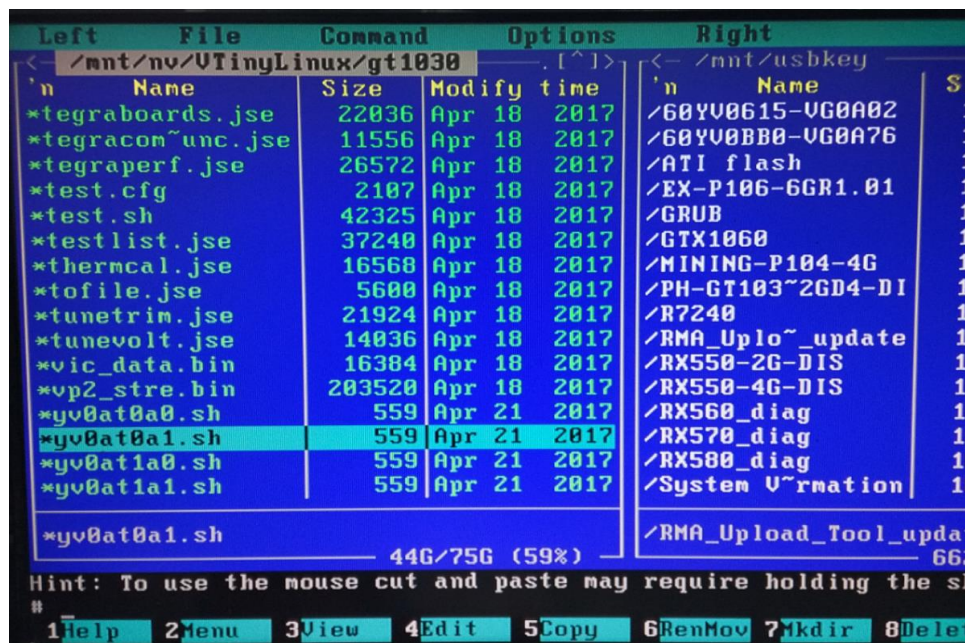 Left File Command Options Right
<- /mnt/nv/VTinyLinux/gt1030 .[^]> <- /mnt/usbkey
'n Name Size Modify time 'n Name S
*tegraboards.jse 22036 Apr 18 2017 /60YV0615-VG0A02
*tegracom~unc.jse 11556 Apr 18 2017 /60YV0BB0-VG0A76
*tegraperf.jse 26572 Apr 18 2017 /ATI flash
*test.cfg 2107 Apr 18 2017 /EX-P106-6GR1.01
*test.sh 42325 Apr 18 2017 /GRUB
*testlist.jse 37240 Apr 18 2017 /GTX1060
*thermcal.jse 16568 Apr 18 2017 /MINING-P104-4G
*tofile.jse 5600 Apr 18 2017 /PH-GT103~2GD4-DI
*tunetrim.jse 21924 Apr 18 2017 /R7240
*tunevolt.jse 14036 Apr 18 2017 /RMA_Uplo~_update
*vic_data.bin 16384 Apr 18 2017 /RX550-2G-DIS
*vp2_stre.bin 203520 Apr 18 2017 /RX550-4G-DIS
*yv0at0a0.sh 559 Apr 21 2017 /RX560_diag
*yv0at0a1.sh 559 Apr 21 2017 /RX570_diag
*yv0at1a0.sh 559 Apr 21 2017 /RX580_diag
*yv0at1a1.sh 559 Apr 21 2017 /System V~rmation
*yv0at0a1.sh /RMA_Upload_Tool_upda
44G/75G (59%) 66
Hint: To use the mouse cut and paste may require holding the s
#
1Help 2Menu 3View 4Edit 5Copy 6RenMov 7Mkdir 8Dele